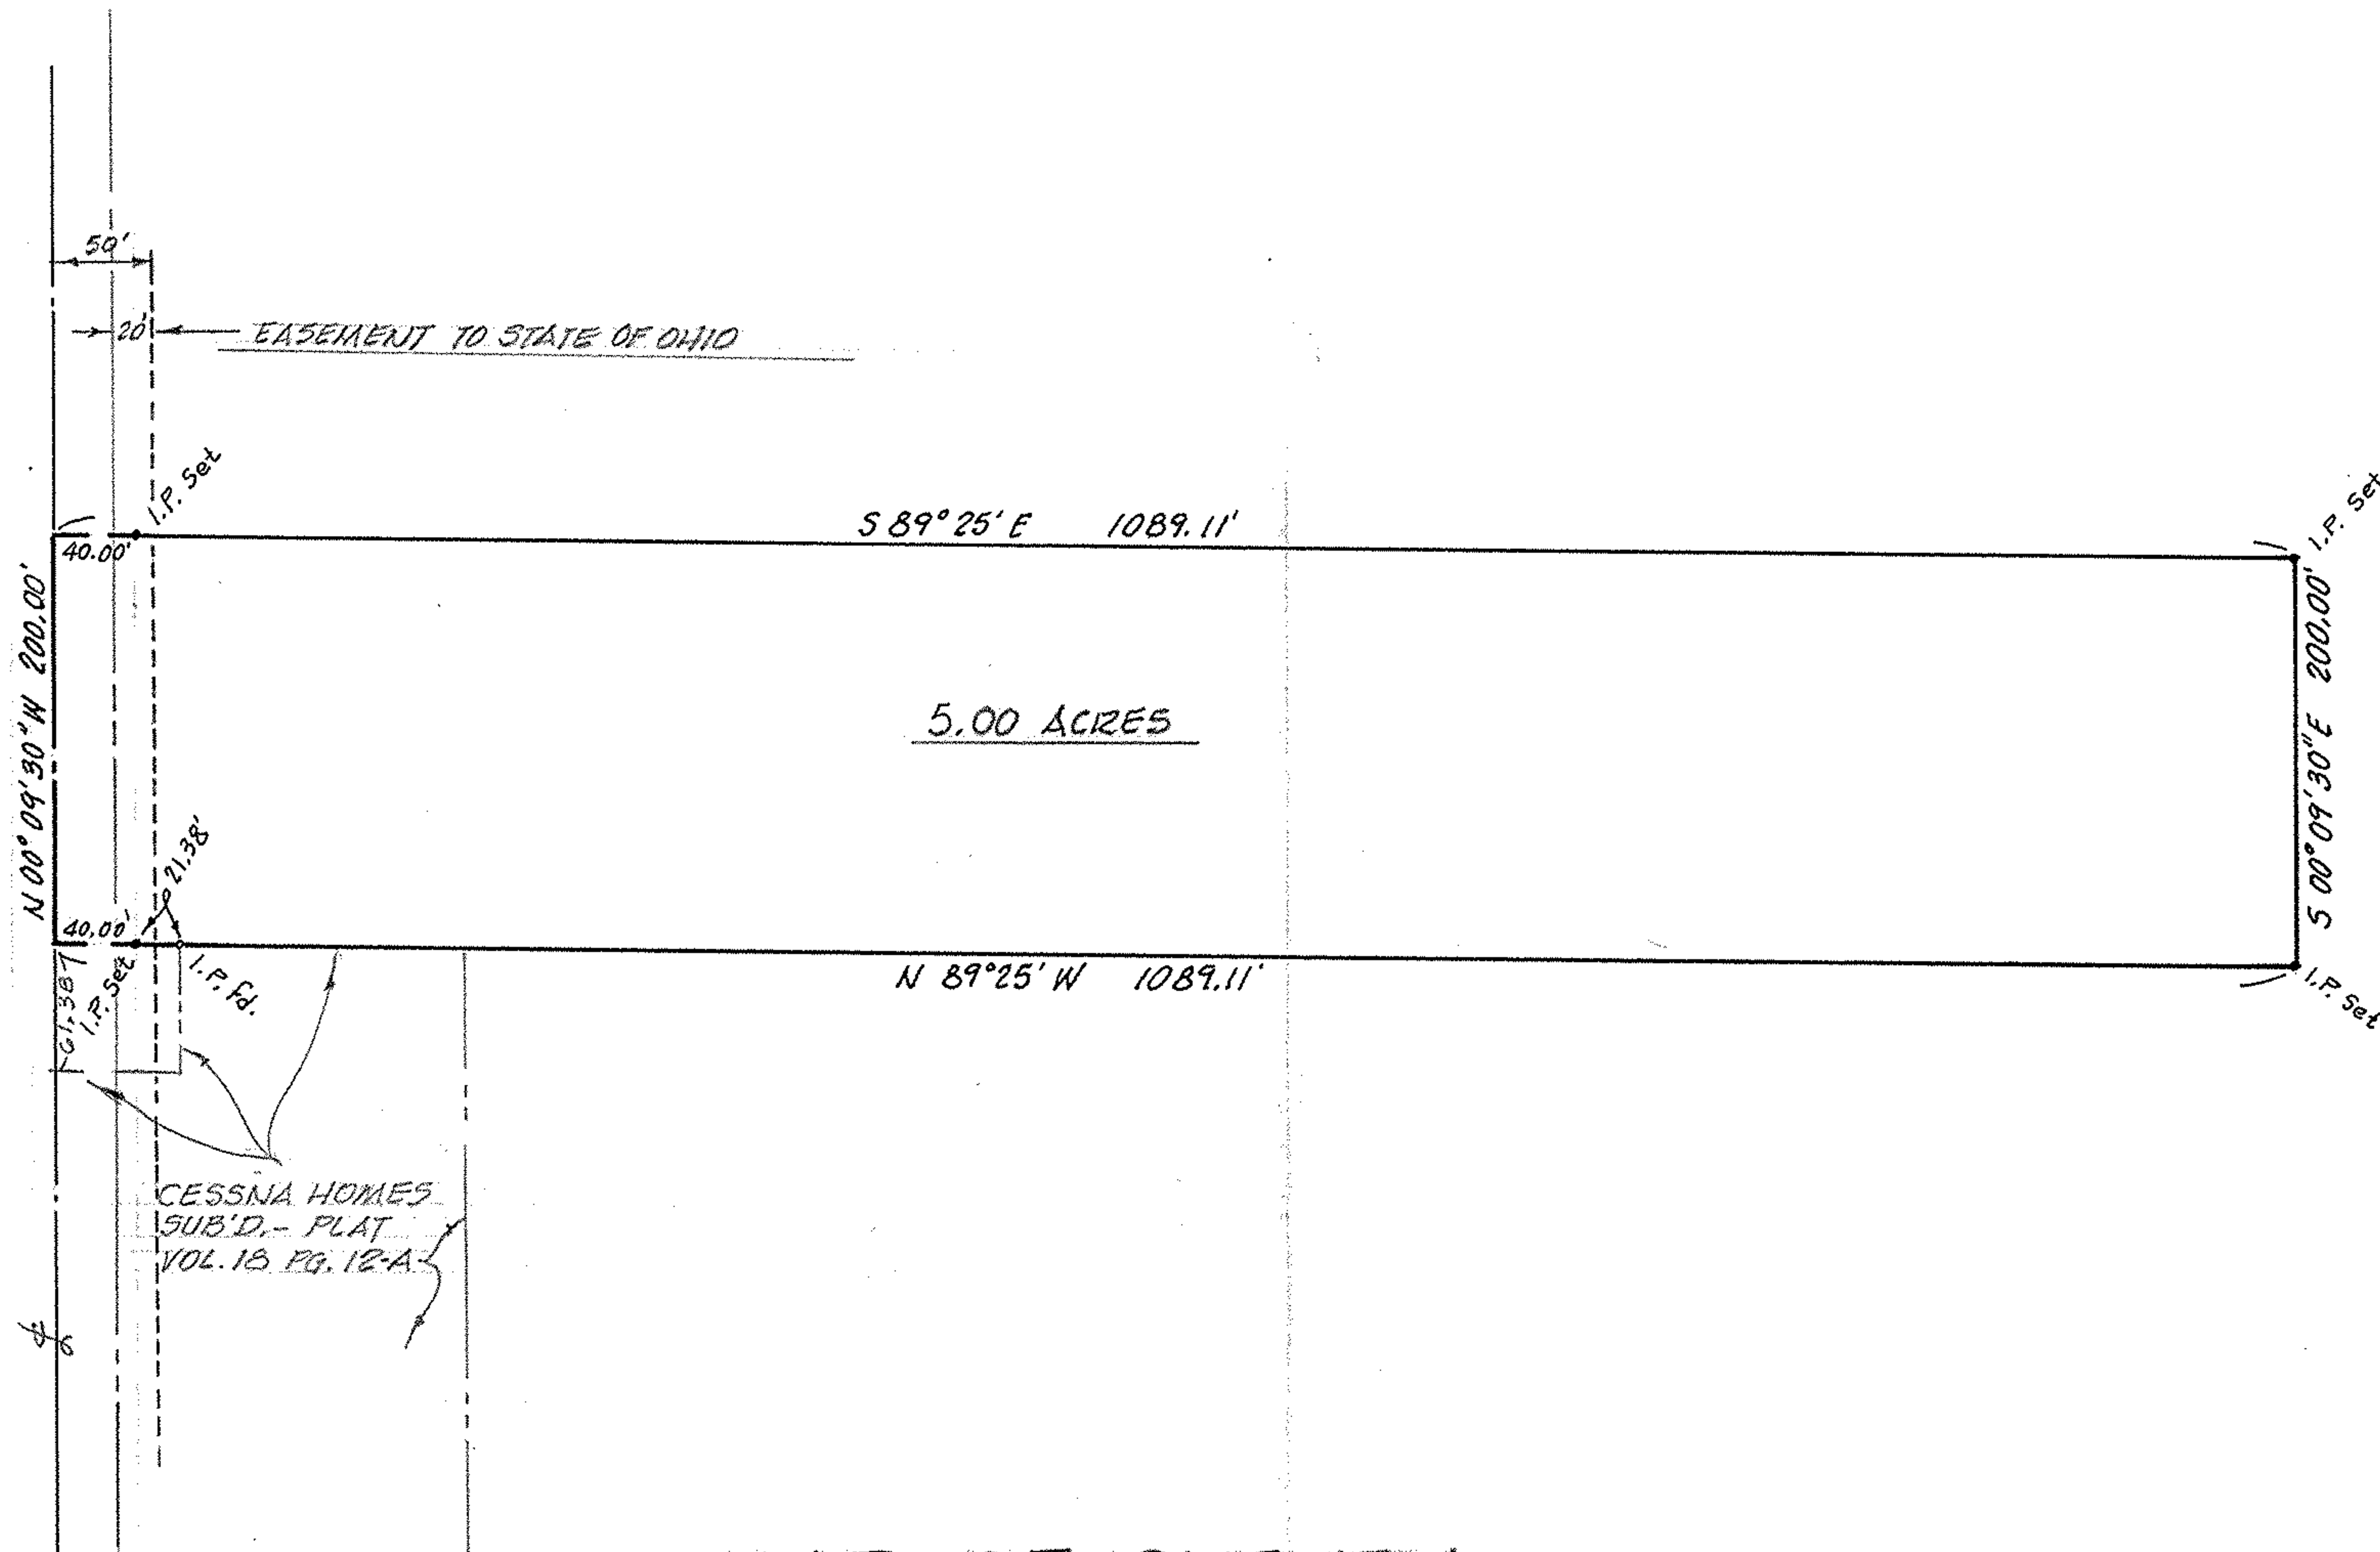 50'
20'
EASEMENT TO STATE OF OHIO
I.P. Set
I.P. Set
S 89° 25' E 1089.11'
40.00'
N 00° 09' 30" W 200.00'
S 00° 09' 30" E 200.00'
5.00 ACRES
21.38'
40.00'
I.P. Set
I.P. fd.
61.38'
N 89° 25' W 1089.11'
I.P. Set
CESSNA HOMES
SUB'D.- PLAT
VOL. 18 PG. 12-A